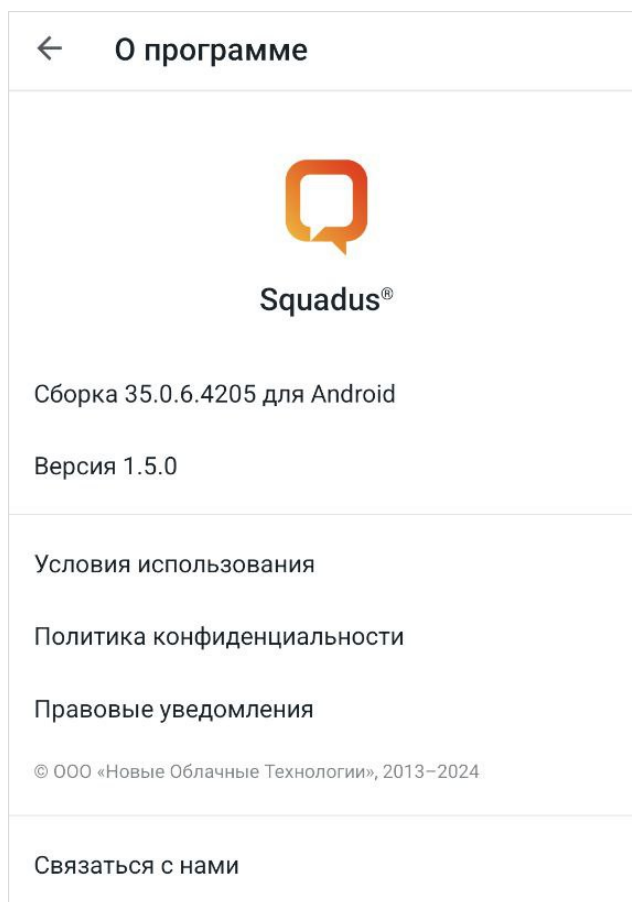 О программе
Squadus®
Сборка 35.0.6.4205 для Android
Версия 1.5.0
Условия использования
Политика конфиденциальности
Правовые уведомления
© ООО «Новые Облачные Технологии», 2013–2024
Связаться с нами